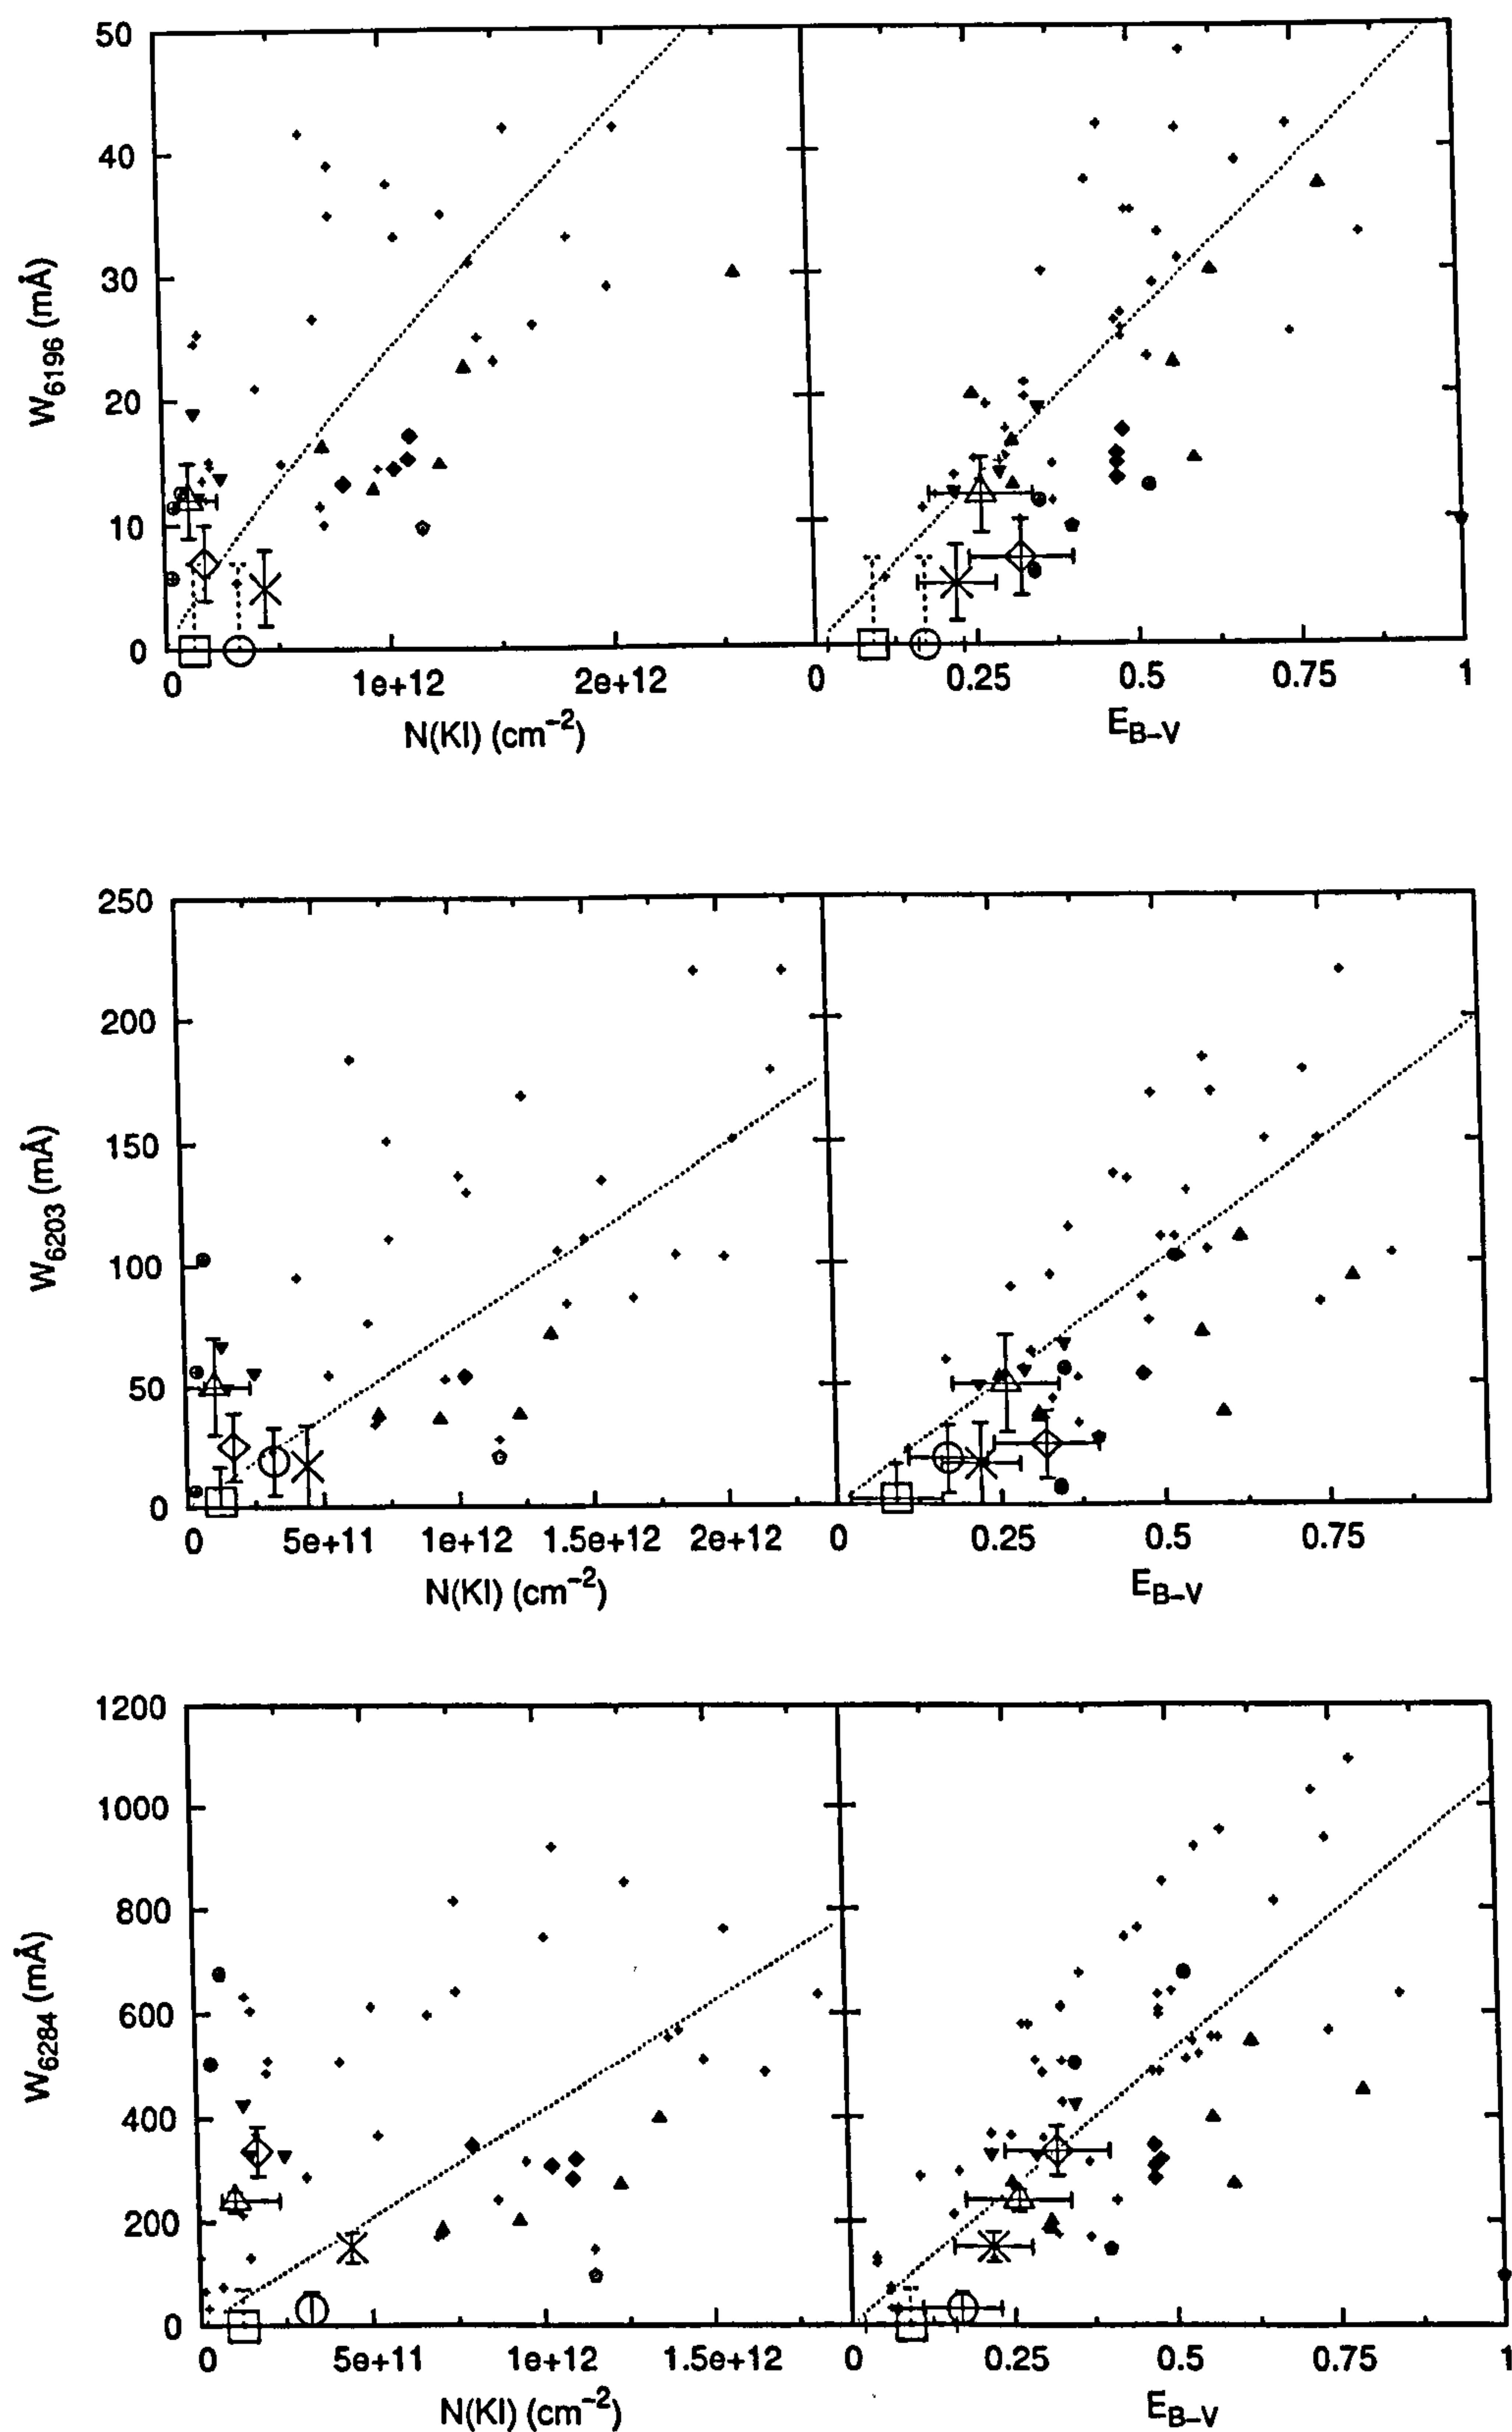 50
40
30
20
10
0
W6196 (mÅ)
0 1e+12 2e+12 0 0.25 0.5 0.75 1
N(KI) (cm−2) EB−V
250
200
150
100
50
0
W6203 (mÅ)
0 5e+11 1e+12 1.5e+12 2e+12 0 0.25 0.5 0.75
N(KI) (cm−2) EB−V
1200
1000
800
600
400
200
0
W6284 (mÅ)
0 5e+11 1e+12 1.5e+12 0 0.25 0.5 0.75 1
N(KI) (cm−2) EB−V